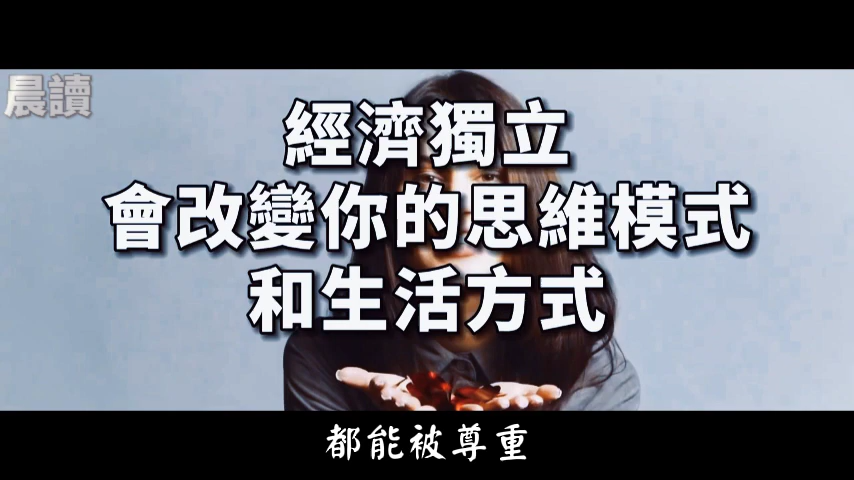 晨讀
經濟獨立
會改變你的思維模式
和生活方式
都能被尊重